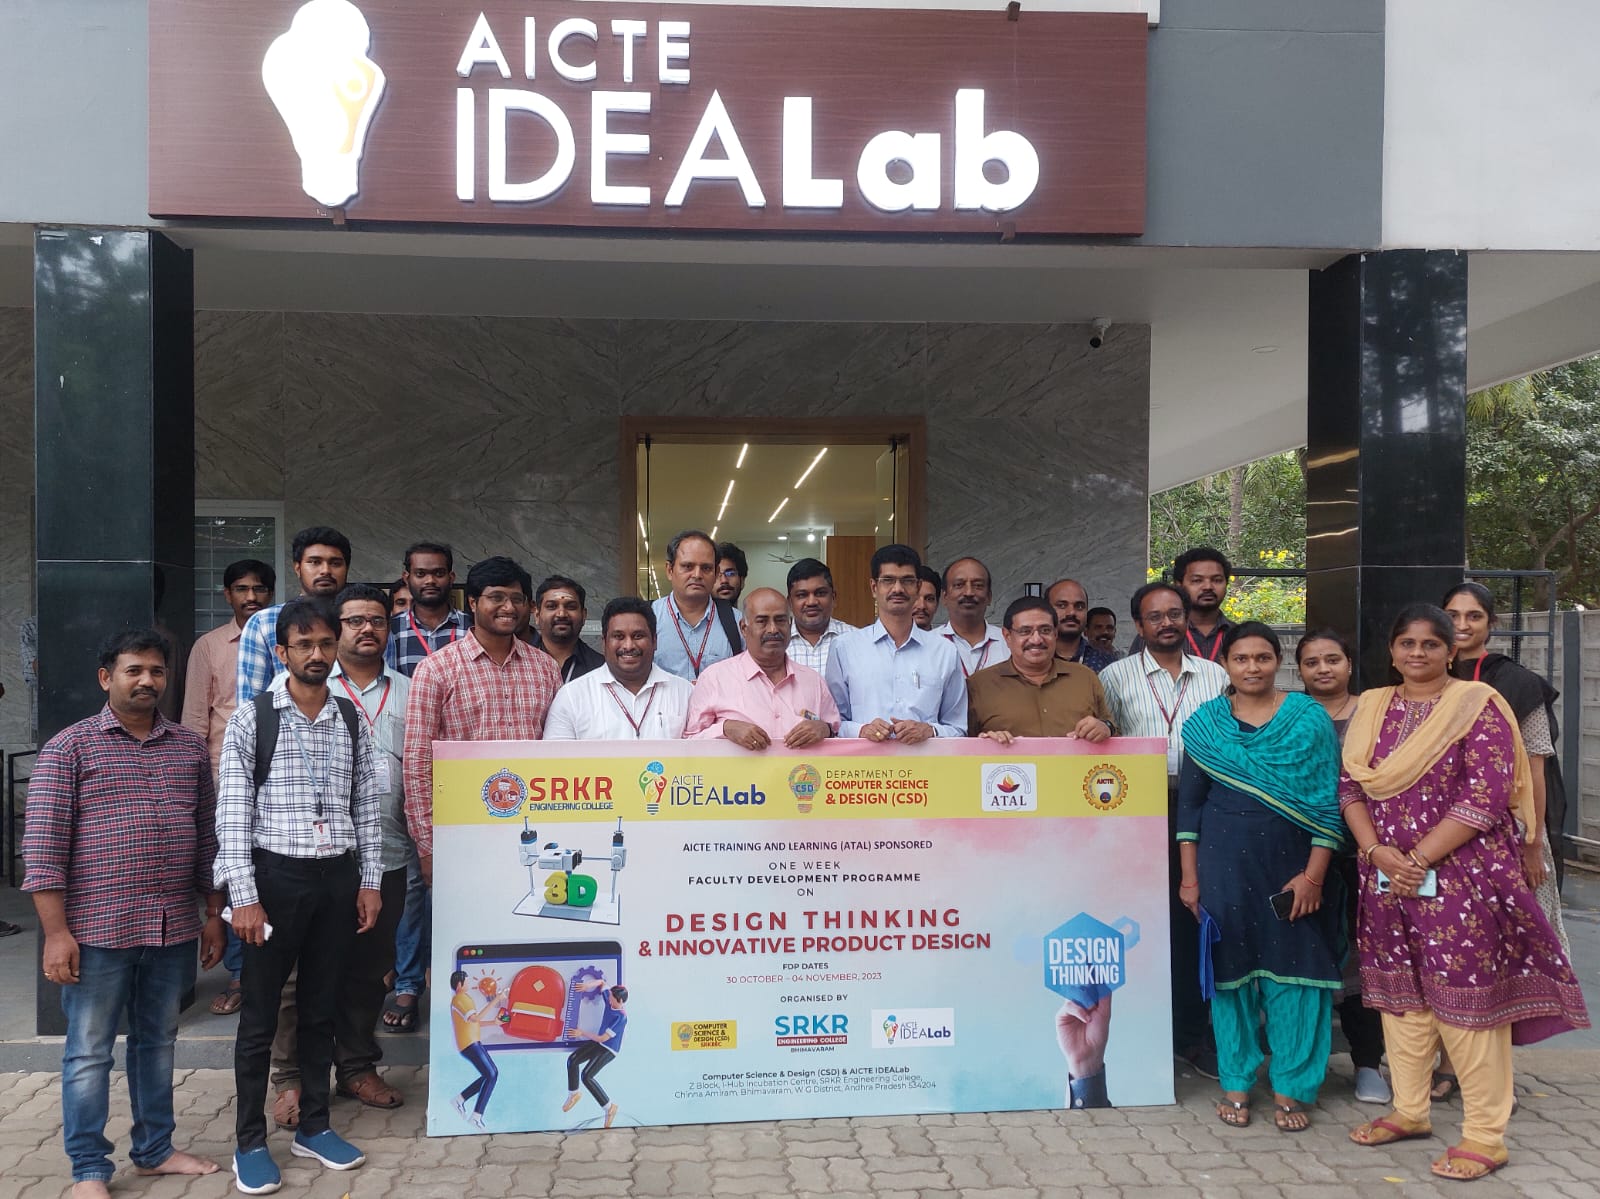 AICTE
IDEALab
SRKR
ENGINEERING COLLEGE
AICTE
IDEALab
CSD
DEPARTMENT OF
COMPUTER SCIENCE
& DESIGN (CSD)
ATAL
AICTE
AICTE TRAINING AND LEARNING (ATAL) SPONSORED
ONE WEEK
FACULTY DEVELOPMENT PROGRAMME
ON
3D
DESIGN THINKING
& INNOVATIVE PRODUCT DESIGN
FDP DATES
30 OCTOBER – 04 NOVEMBER, 2023
DESIGN
THINKING
ORGANISED BY
COMPUTER
SCIENCE &
DESIGN (CSD)
SRKREC
SRKR
ENGINEERING COLLEGE
BHIMAVARAM
AICTE
IDEALab
Computer Science & Design (CSD) & AICTE IDEALab
Z Block, I-Hub Incubation Centre, SRKR Engineering College,
Chinna Amiram, Bhimavaram, W.G District, Andhra Pradesh 534204